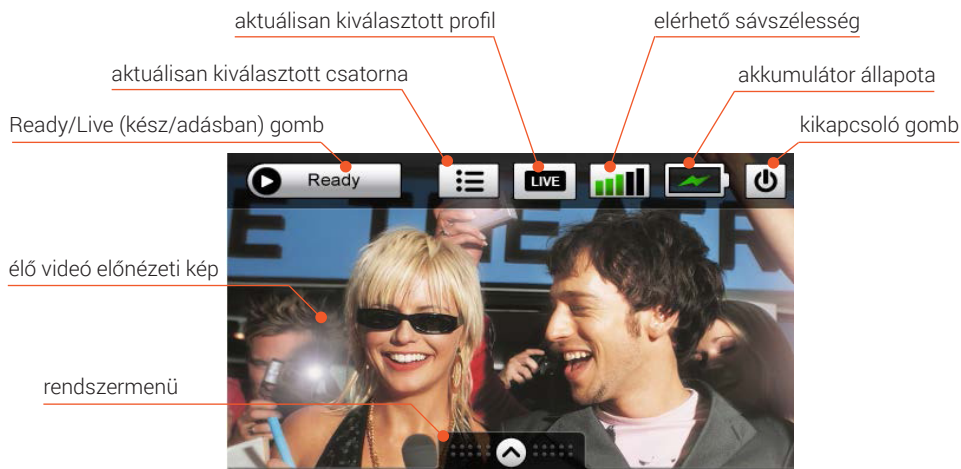 aktuálisan kiválasztott profil
elérhető sávszélesség
aktuálisan kiválasztott csatorna
akkumulátor állapota
Ready/Live (kész/adásban) gomb
kikapcsoló gomb
Ready
LIVE
E THEATER
élő videó előnézeti kép
rendszermenü